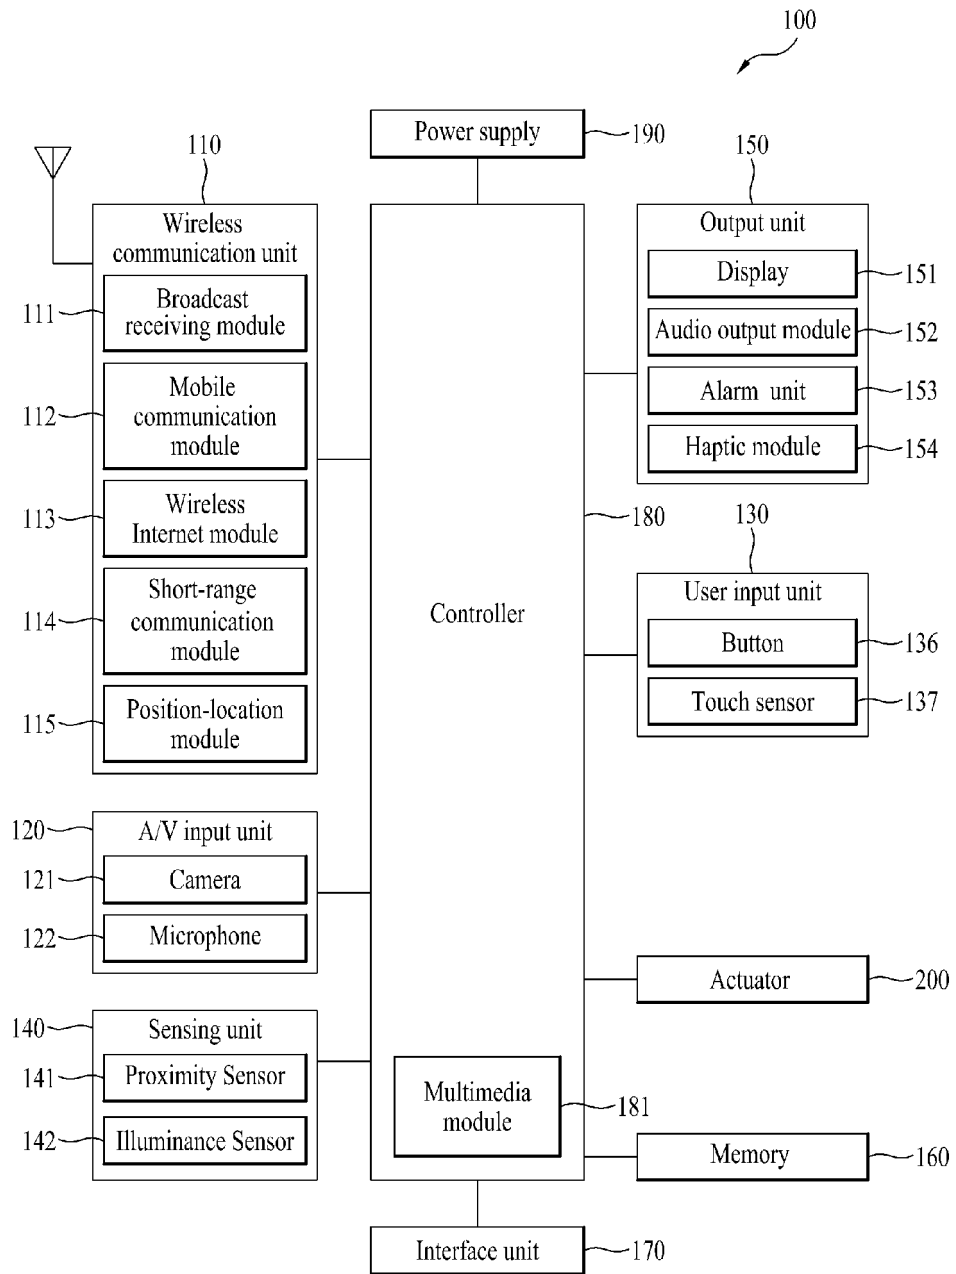 100
Power supply
190
110
Wireless
communication unit
111
Broadcast
receiving module
112
Mobile
communication
module
113
Wireless
Internet module
114
Short-range
communication
module
115
Position-location
module
120
A/V input unit
121
Camera
122
Microphone
140
Sensing unit
141
Proximity Sensor
142
Illuminance Sensor
Controller
180
Multimedia
module
181
150
Output unit
Display
151
Audio output module
152
Alarm unit
153
Haptic module
154
130
User input unit
Button
136
Touch sensor
137
Actuator
200
Memory
160
Interface unit
170